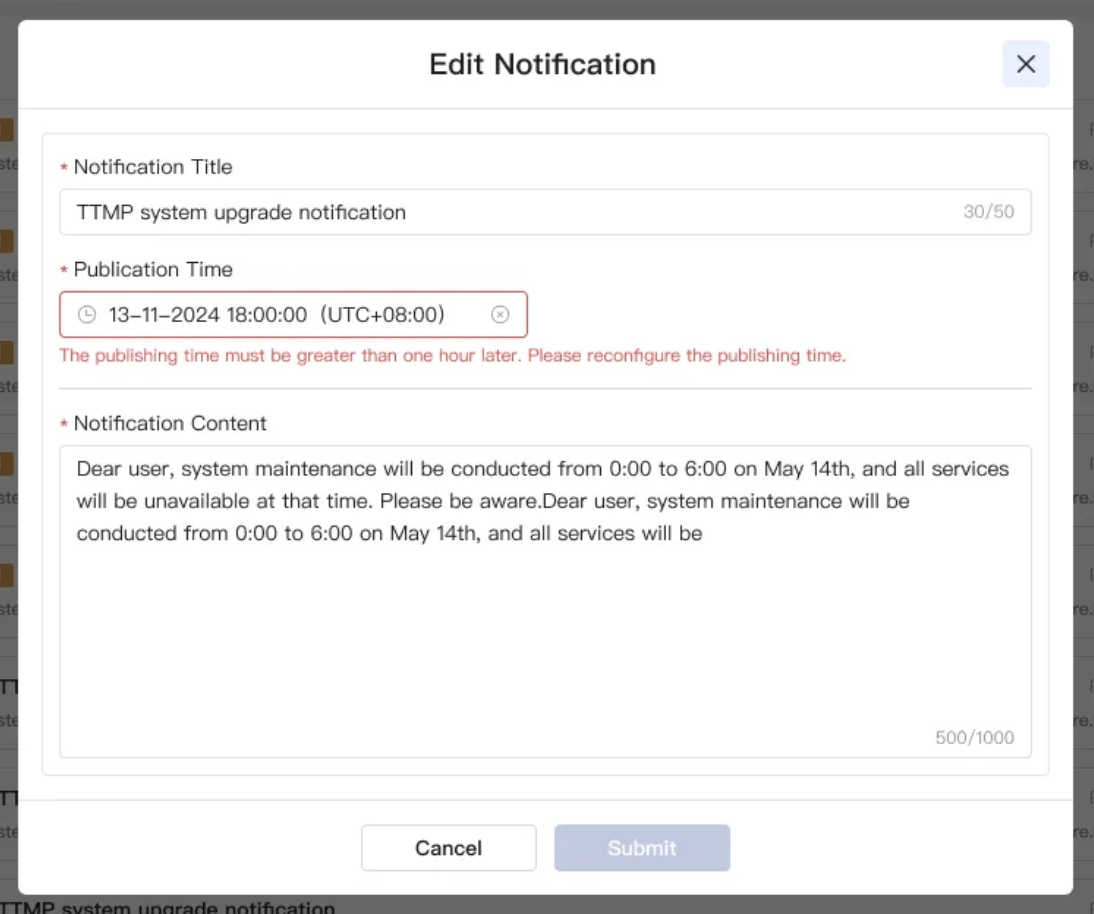 Edit Notification
* Notification Title
TTMP system upgrade notification
30/50
* Publication Time
13-11-2024 18:00:00 (UTC+08:00)
The publishing time must be greater than one hour later. Please reconfigure the publishing time.
* Notification Content
Dear user, system maintenance will be conducted from 0:00 to 6:00 on May 14th, and all services
will be unavailable at that time. Please be aware.Dear user, system maintenance will be
conducted from 0:00 to 6:00 on May 14th, and all services will be
500/1000
Cancel
Submit
TTMP system upgrade notification